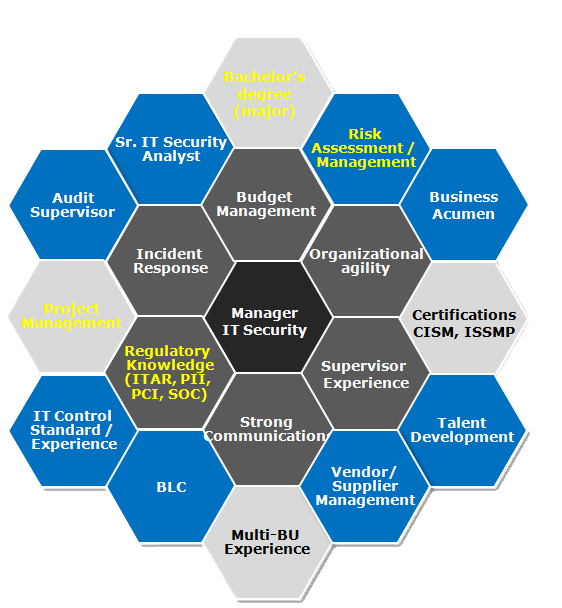 Bachelor's
degree
(major)
Sr. IT Security
Analyst
Risk
Assessment /
Management
Audit
Supervisor
Budget
Management
Business
Acumen
Incident
Response
Organizational
agility
Project
Management
Manager
IT Security
Certifications
CISM, ISSMP
Regulatory
Knowledge
(ITAR, PII,
PCI, SOC)
Supervisor
Experience
IT Control
Standard /
Experience
Strong
Communication
Talent
Development
BLC
Vendor/
Supplier
Management
Multi-BU
Experience